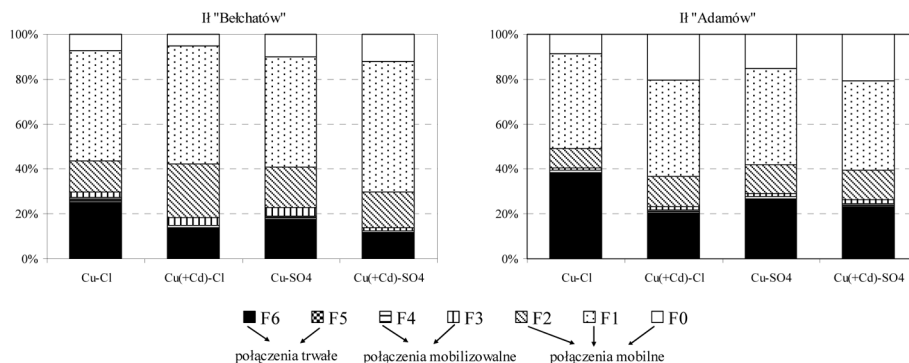 Ił "Bełchatów"
Ił "Adamów"
100%
80%
60%
40%
20%
0%
Cu-Cl
Cu(+Cd)-Cl
Cu-SO4
Cu(+Cd)-SO4
100%
80%
60%
40%
20%
0%
Cu-Cl
Cu(+Cd)-Cl
Cu-SO4
Cu(+Cd)-SO4
F6 F5 F4 F3 F2 F1 F0
połączenia trwałe połączenia mobilizowalne połączenia mobilne